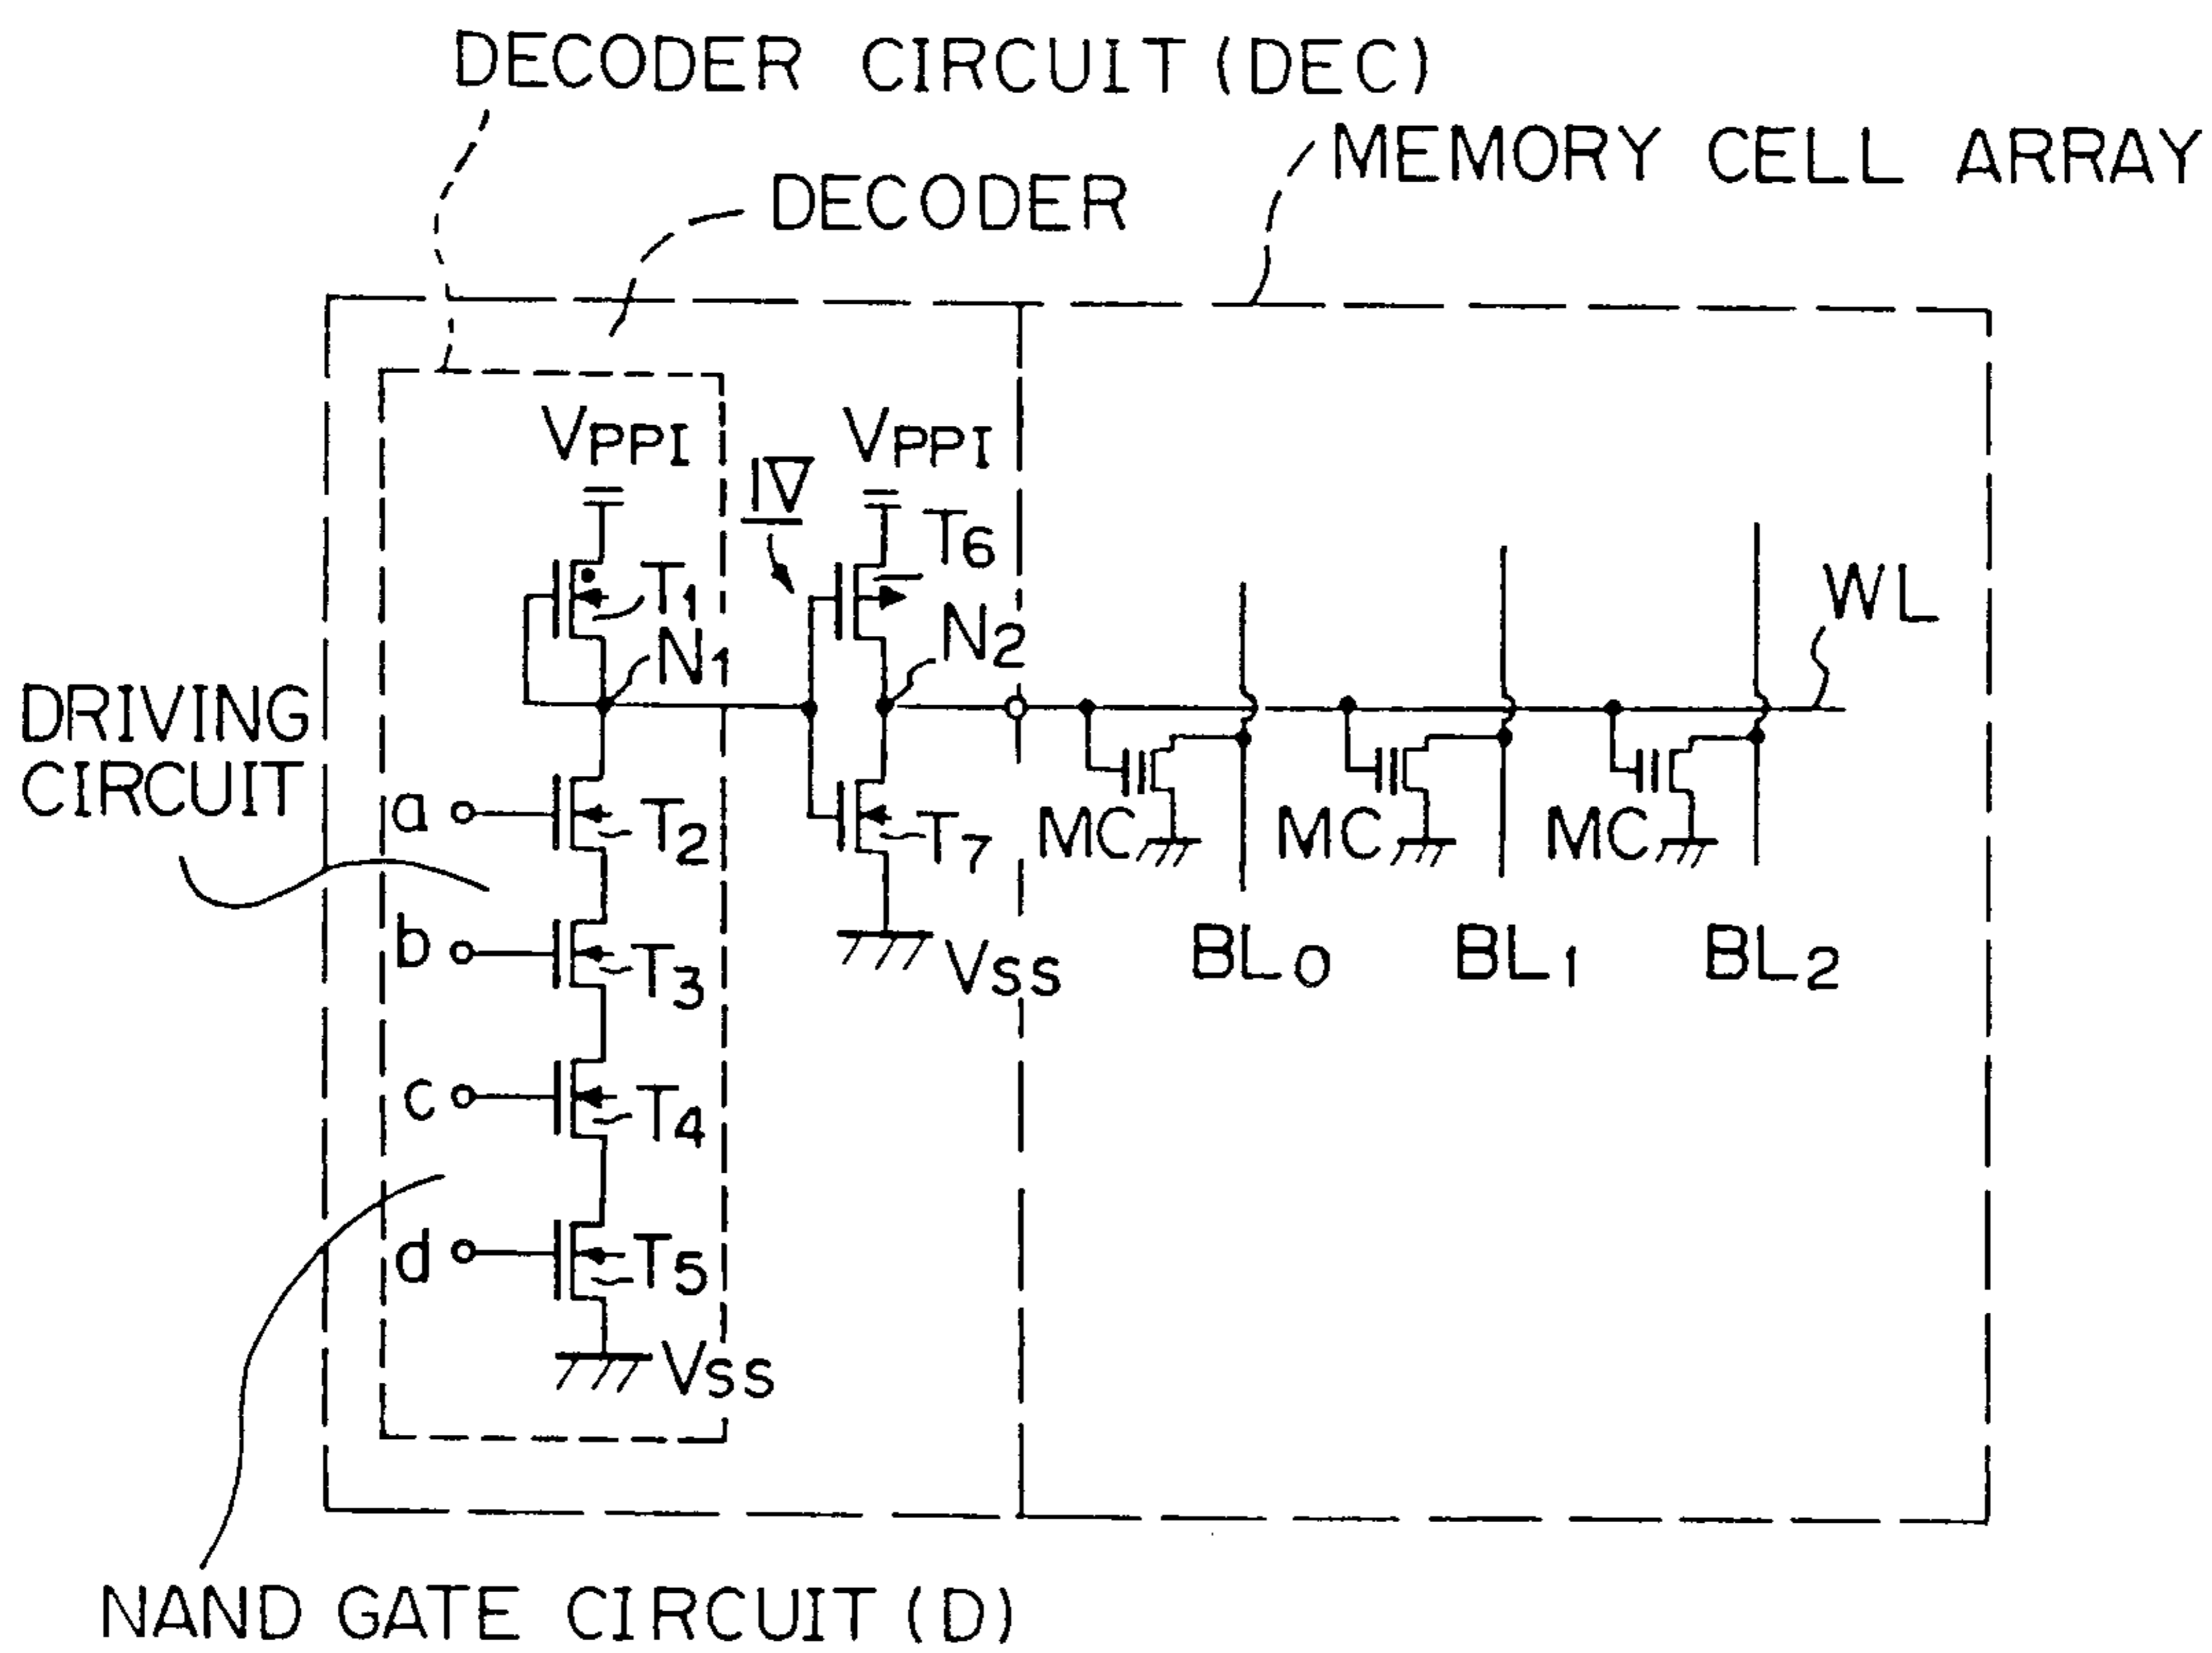 DECODER CIRCUIT (DEC)
MEMORY CELL ARRAY
DECODER
VPPI
VPPI
IV
T6
T1
WL
N1
N2
DRIVING
CIRCUIT
a
T2
T7
MC
MC
MC
b
T3
VSS
BL0
BL1
BL2
c
T4
d
T5
VSS
NAND GATE CIRCUIT (D)